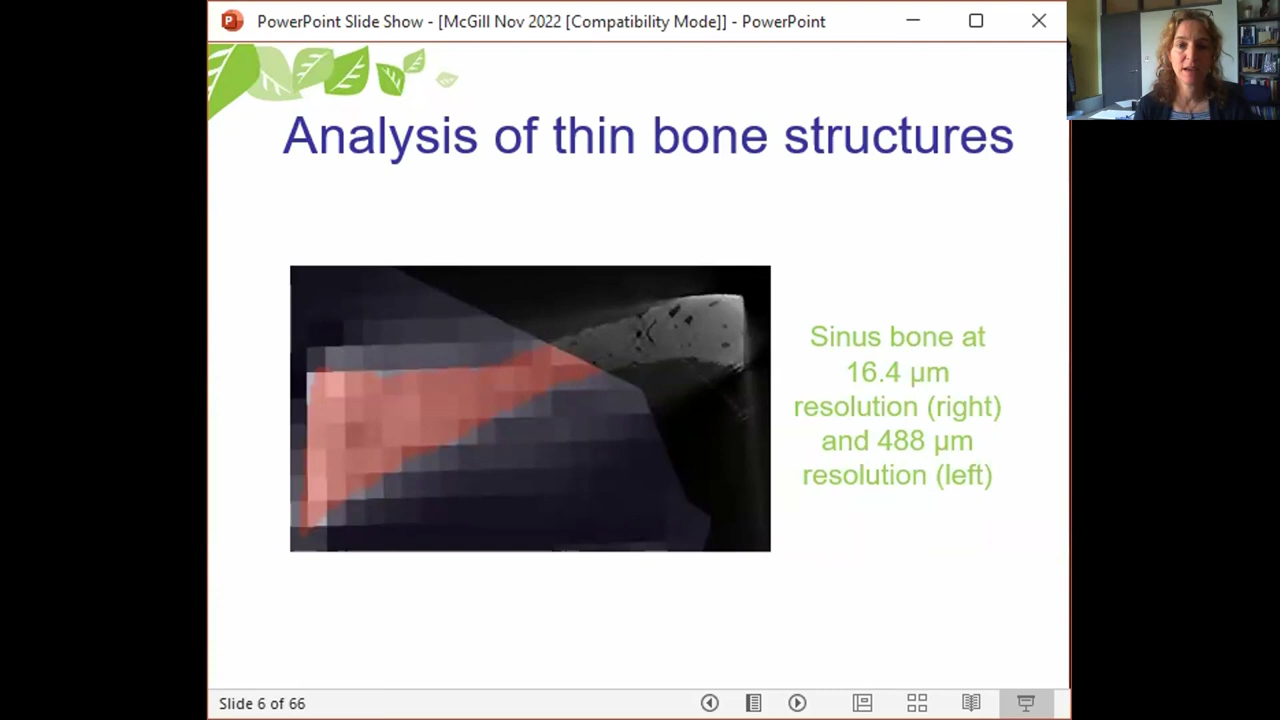 PowerPoint Slide Show - [McGill Nov 2022 [Compatibility Mode]] - PowerPoint
Analysis of thin bone structures
Sinus bone at
16.4 µm
resolution (right)
and 488 µm
resolution (left)
Slide 6 of 66